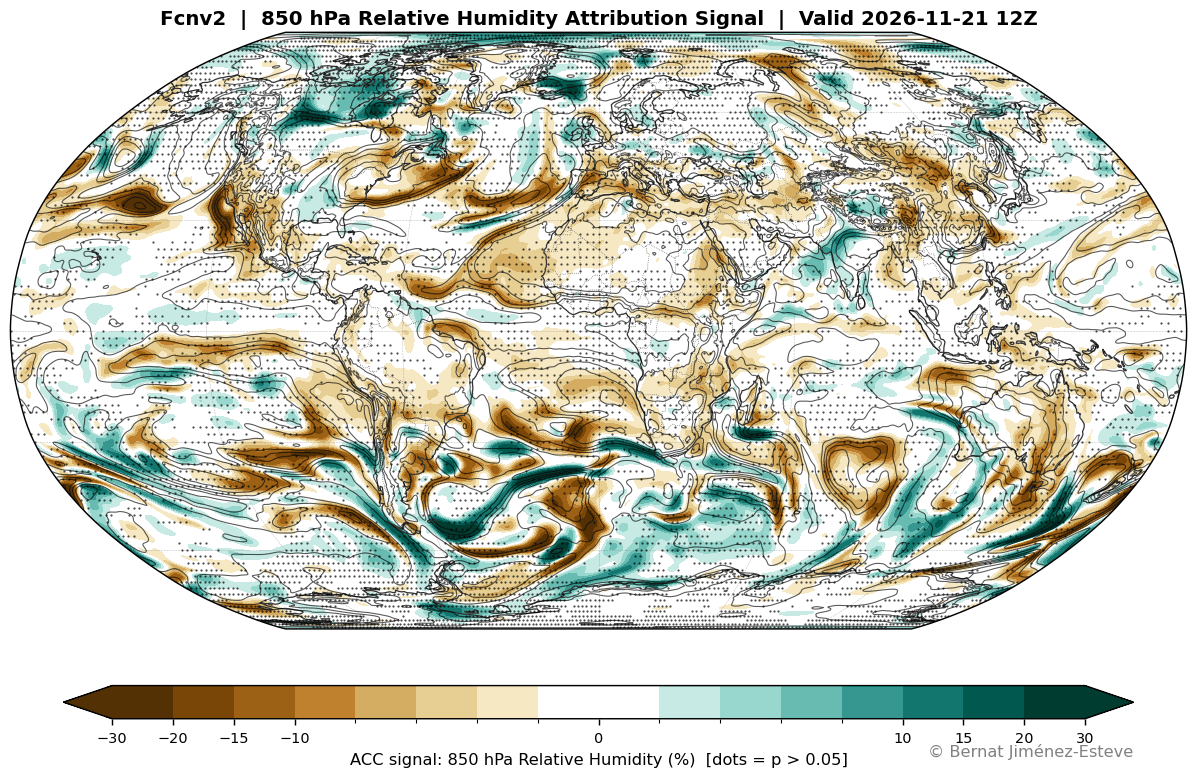 Fcnv2  |  850 hPa Relative Humidity Attribution Signal  |  Valid 2026-11-21 12Z
−30 −20 −15 −10 0 10 15 20 30
ACC signal: 850 hPa Relative Humidity (%)  [dots = p > 0.05]
© Bernat Jiménez-Esteve